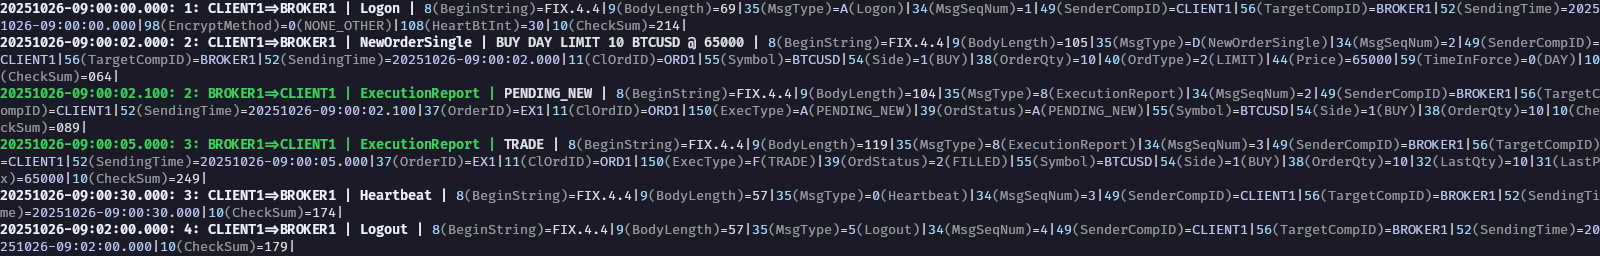 20251026-09:00:00.000: 1: CLIENT1⇒BROKER1 | Logon | 8(BeginString)=FIX.4.4|9(BodyLength)=69|35(MsgType)=A(Logon)|34(MsgSeqNum)=1|49(SenderCompID)=CLIENT1|56(TargetCompID)=BROKER1|52(SendingTime)=2025
1026-09:00:00.000|98(EncryptMethod)=0(NONE_OTHER)|108(HeartBtInt)=30|10(CheckSum)=214|
20251026-09:00:02.000: 2: CLIENT1⇒BROKER1 | NewOrderSingle | BUY DAY LIMIT 10 BTCUSD @ 65000 | 8(BeginString)=FIX.4.4|9(BodyLength)=105|35(MsgType)=D(NewOrderSingle)|34(MsgSeqNum)=2|49(SenderCompID)=
CLIENT1|56(TargetCompID)=BROKER1|52(SendingTime)=20251026-09:00:02.000|11(ClOrdID)=ORD1|55(Symbol)=BTCUSD|54(Side)=1(BUY)|38(OrderQty)=10|40(OrdType)=2(LIMIT)|44(Price)=65000|59(TimeInForce)=0(DAY)|10
(CheckSum)=064|
20251026-09:00:02.100: 2: BROKER1⇒CLIENT1 | ExecutionReport | PENDING_NEW | 8(BeginString)=FIX.4.4|9(BodyLength)=104|35(MsgType)=8(ExecutionReport)|34(MsgSeqNum)=2|49(SenderCompID)=BROKER1|56(TargetC
ompID)=CLIENT1|52(SendingTime)=20251026-09:00:02.100|37(OrderID)=EX1|11(ClOrdID)=ORD1|150(ExecType)=A(PENDING_NEW)|39(OrdStatus)=A(PENDING_NEW)|55(Symbol)=BTCUSD|54(Side)=1(BUY)|38(OrderQty)=10|10(Che
ckSum)=089|
20251026-09:00:05.000: 3: BROKER1⇒CLIENT1 | ExecutionReport | TRADE | 8(BeginString)=FIX.4.4|9(BodyLength)=119|35(MsgType)=8(ExecutionReport)|34(MsgSeqNum)=3|49(SenderCompID)=BROKER1|56(TargetCompID)
=CLIENT1|52(SendingTime)=20251026-09:00:05.000|37(OrderID)=EX1|11(ClOrdID)=ORD1|150(ExecType)=F(TRADE)|39(OrdStatus)=2(FILLED)|55(Symbol)=BTCUSD|54(Side)=1(BUY)|38(OrderQty)=10|32(LastQty)=10|31(LastP
x)=65000|10(CheckSum)=249|
20251026-09:00:30.000: 3: CLIENT1⇒BROKER1 | Heartbeat | 8(BeginString)=FIX.4.4|9(BodyLength)=57|35(MsgType)=0(Heartbeat)|34(MsgSeqNum)=3|49(SenderCompID)=CLIENT1|56(TargetCompID)=BROKER1|52(SendingTi
me)=20251026-09:00:30.000|10(CheckSum)=174|
20251026-09:02:00.000: 4: CLIENT1⇒BROKER1 | Logout | 8(BeginString)=FIX.4.4|9(BodyLength)=57|35(MsgType)=5(Logout)|34(MsgSeqNum)=4|49(SenderCompID)=CLIENT1|56(TargetCompID)=BROKER1|52(SendingTime)=20
251026-09:02:00.000|10(CheckSum)=179|